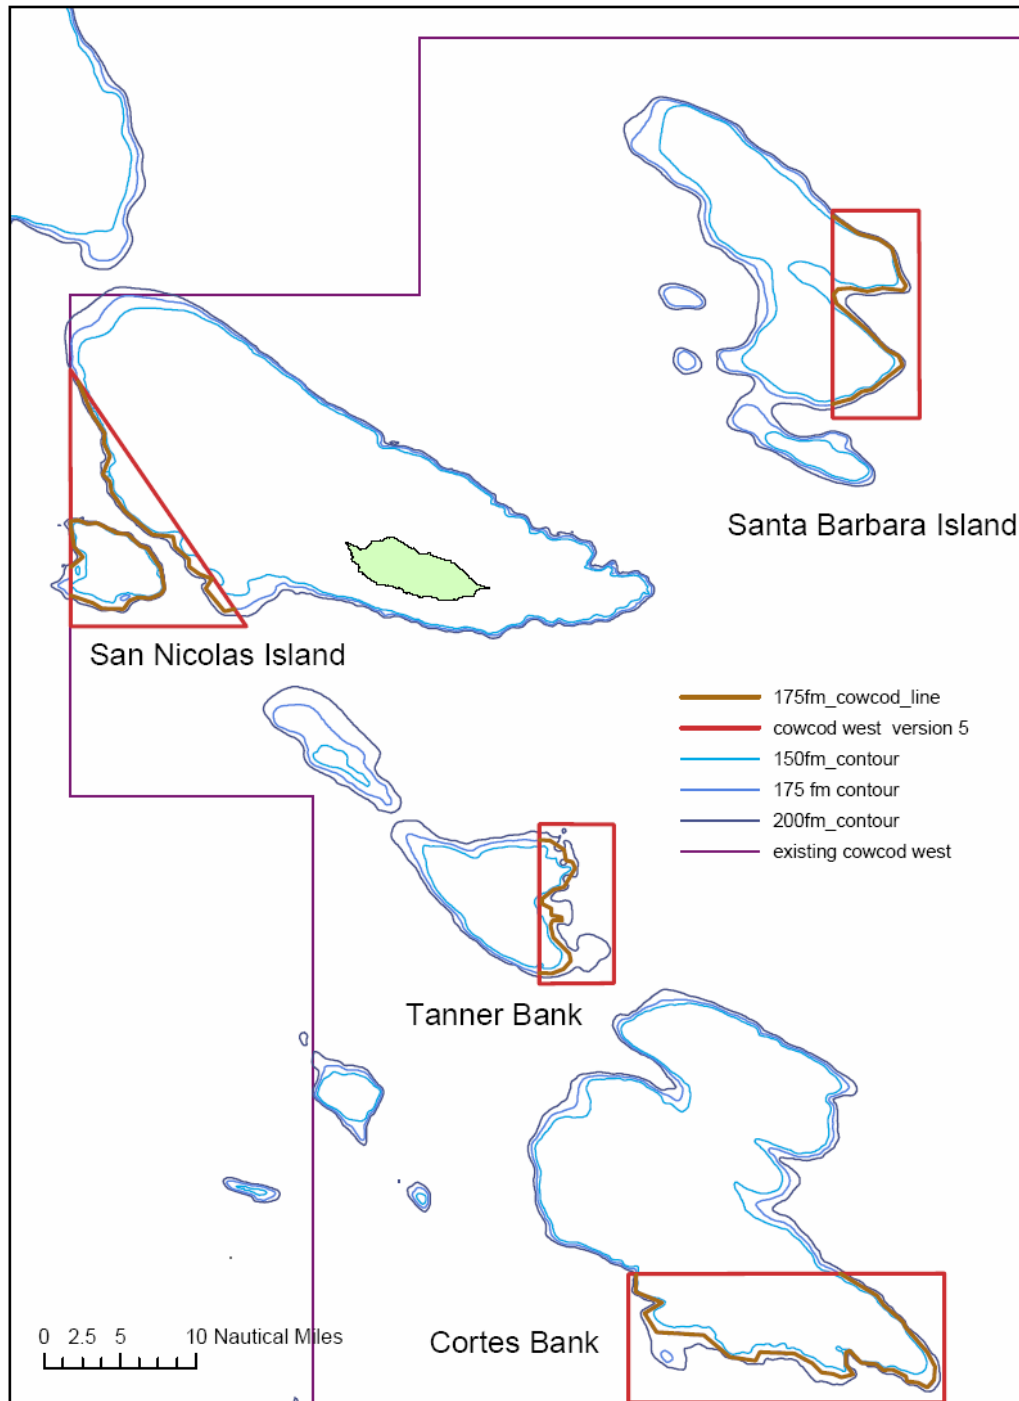 Santa Barbara Island
San Nicolas Island
175fm_cowcod_line
cowcod west version 5
150fm_contour
175 fm contour
200fm_contour
existing cowcod west
Tanner Bank
Cortes Bank
0 2.5 5 10 Nautical Miles